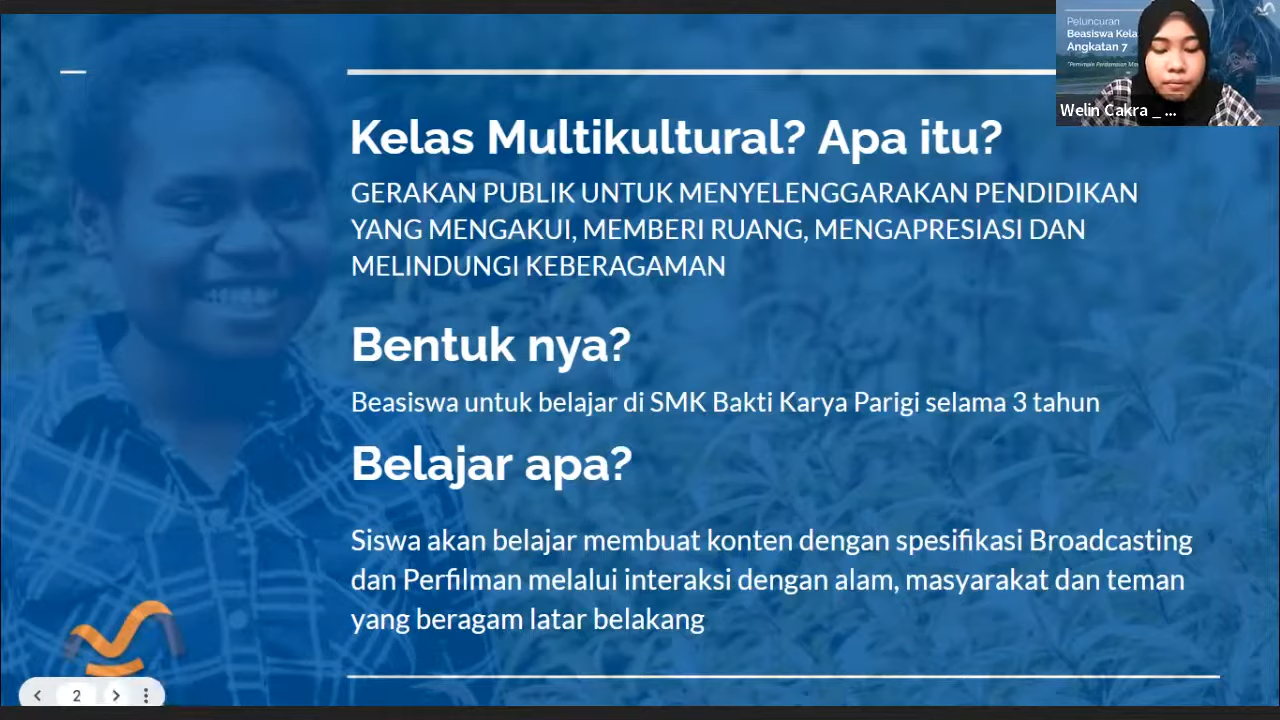 Kelas Multikultural? Apa itu?
GERAKAN PUBLIK UNTUK MENYELENGGARAKAN PENDIDIKAN
YANG MENGAKUI, MEMBERI RUANG, MENGAPRESIASI DAN
MELINDUNGI KEBERAGAMAN
Bentuk nya?
Beasiswa untuk belajar di SMK Bakti Karya Parigi selama 3 tahun
Belajar apa?
Siswa akan belajar membuat konten dengan spesifikasi Broadcasting
dan Perfilman melalui interaksi dengan alam, masyarakat dan teman
yang beragam latar belakang
2
Peluncuran
Beasiswa Kela
Angkatan 7
Welin Cakra _ ...